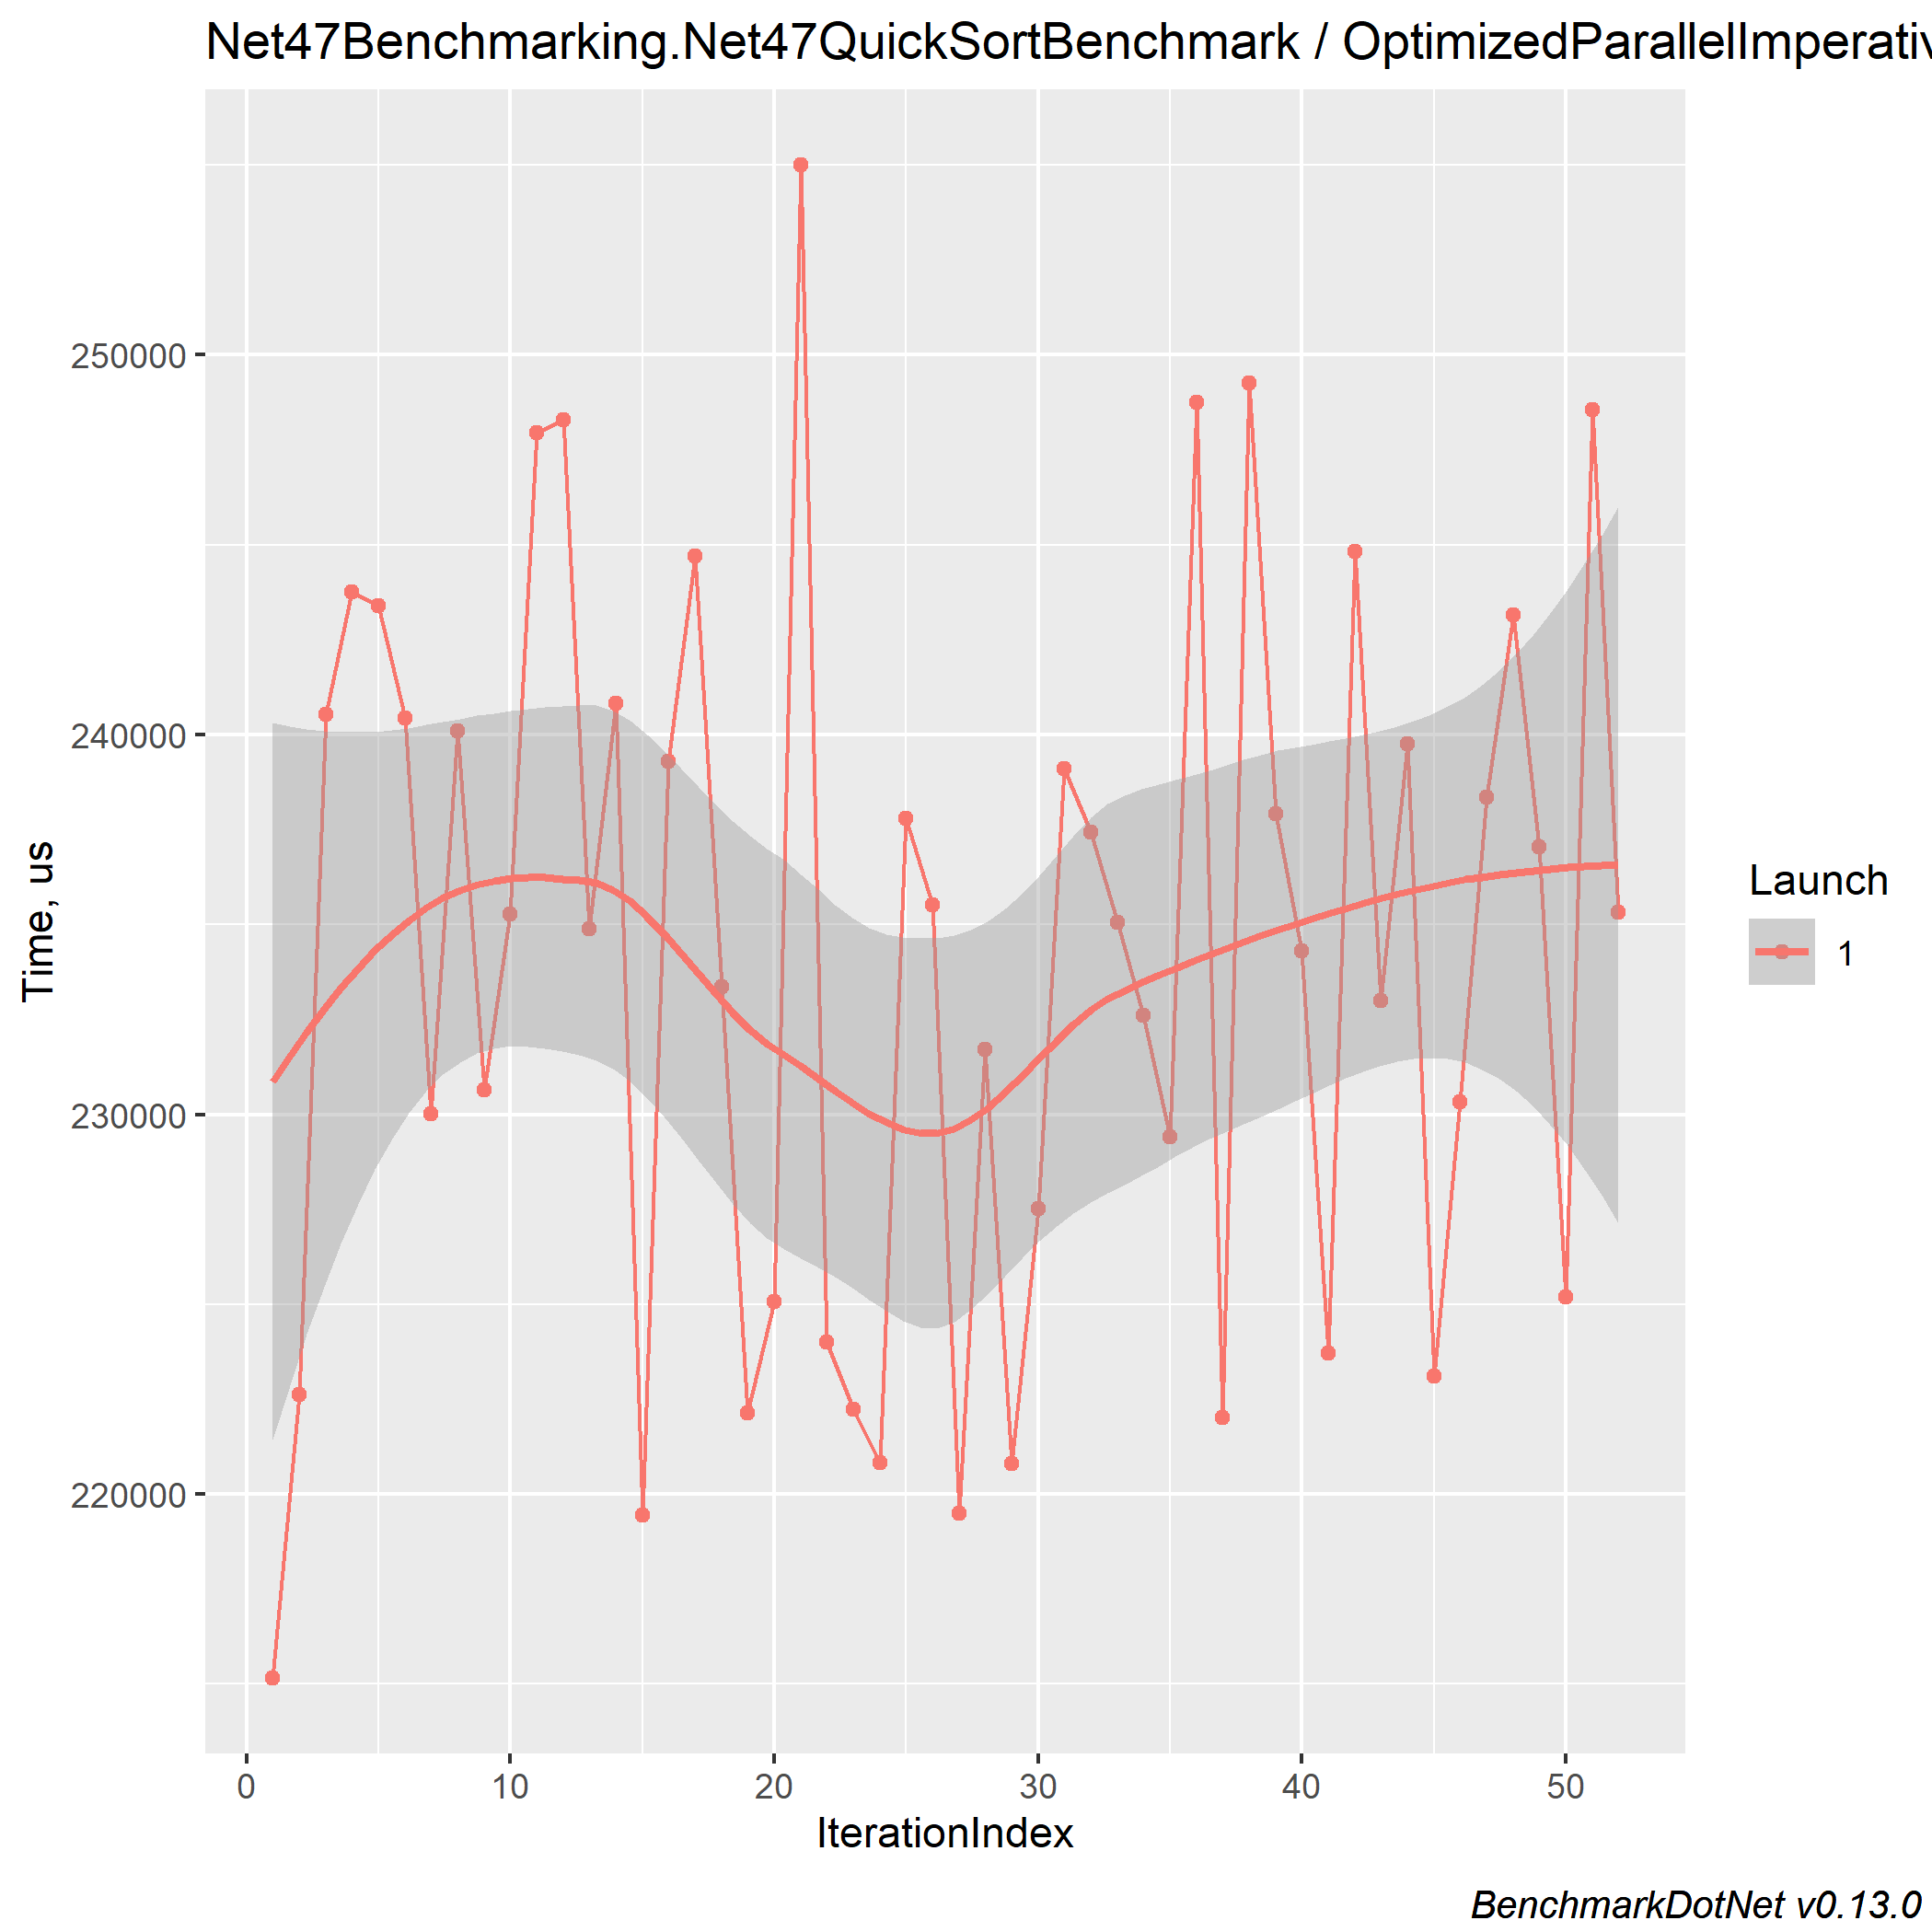 Net47Benchmarking.Net47QuickSortBenchmark / OptimizedParallelImperativ
250000
240000
230000
220000
Time, us
0 10 20 30 40 50
IterationIndex
Launch
1
BenchmarkDotNet v0.13.0